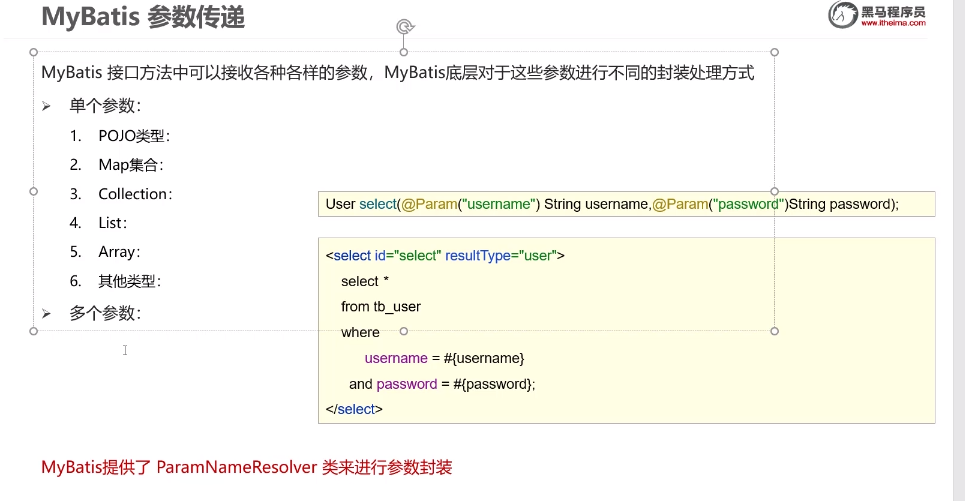 MyBatis 参数传递
黑马程序员
www.itheima.com
MyBatis 接口方法中可以接收各种各样的参数，MyBatis底层对于这些参数进行不同的封装处理方式
➢ 单个参数：
1. POJO类型：
2. Map集合：
3. Collection：
4. List：
5. Array：
6. 其他类型：
➢ 多个参数：
User select(@Param("username") String username,@Param("password")String password);
<select id="select" resultType="user">
select *
from tb_user
where
username = #{username}
and password = #{password};
</select>
MyBatis提供了 ParamNameResolver 类来进行参数封装